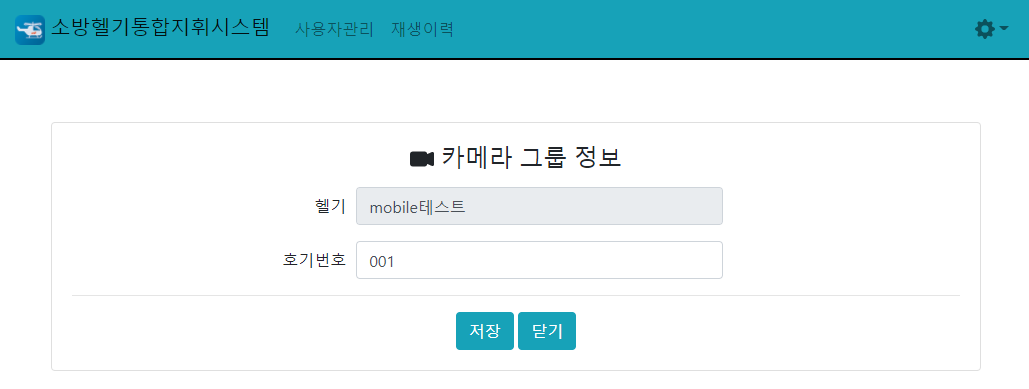 소방헬기통합지휘시스템 사용자관리 재생이력
카메라 그룹 정보
헬기 mobile테스트
호기번호 001
저장 닫기